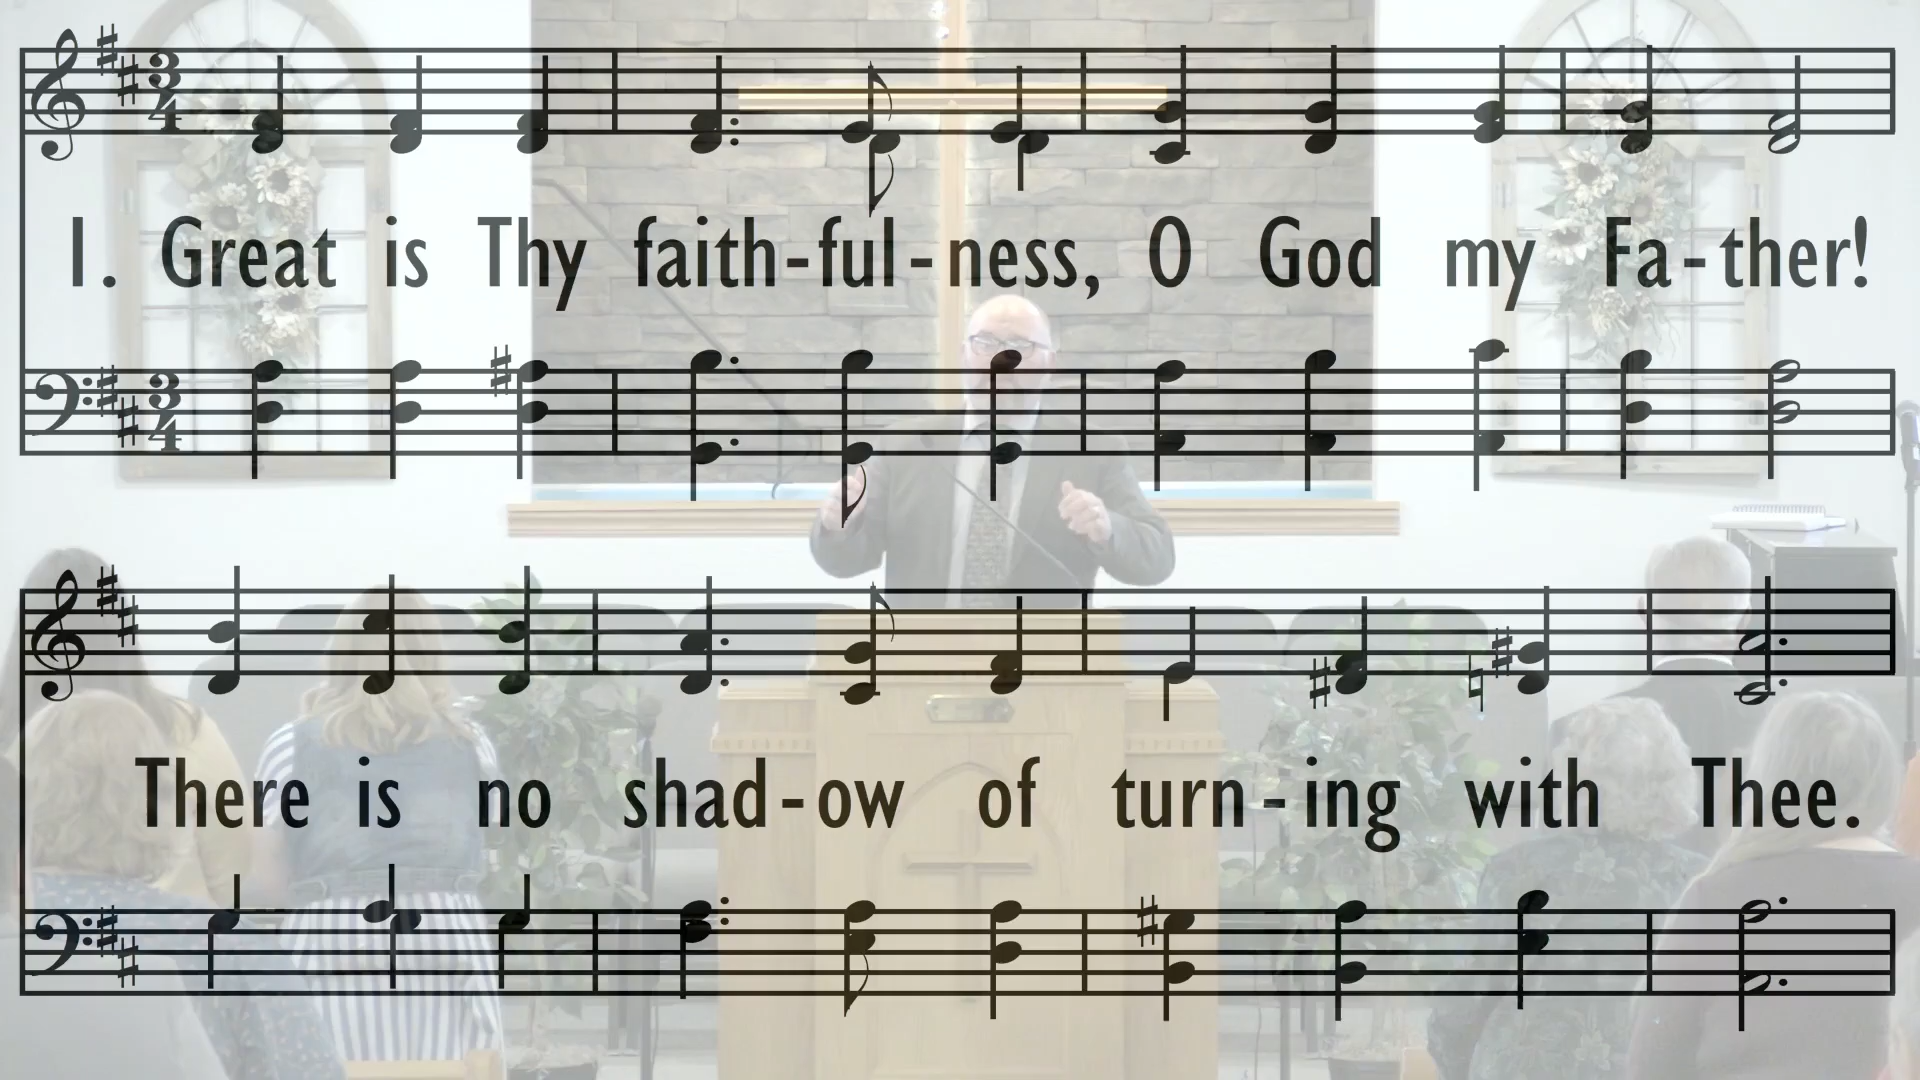 1. Great is Thy faith-ful-ness, O God my Fa-ther!
There is no shad-ow of turn-ing with Thee.